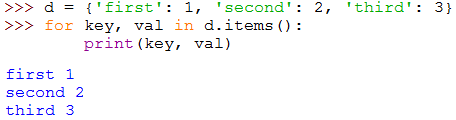 >>> d = {'first': 1, 'second': 2, 'third': 3}
>>> for key, val in d.items():
        print(key, val)

first 1
second 2
third 3